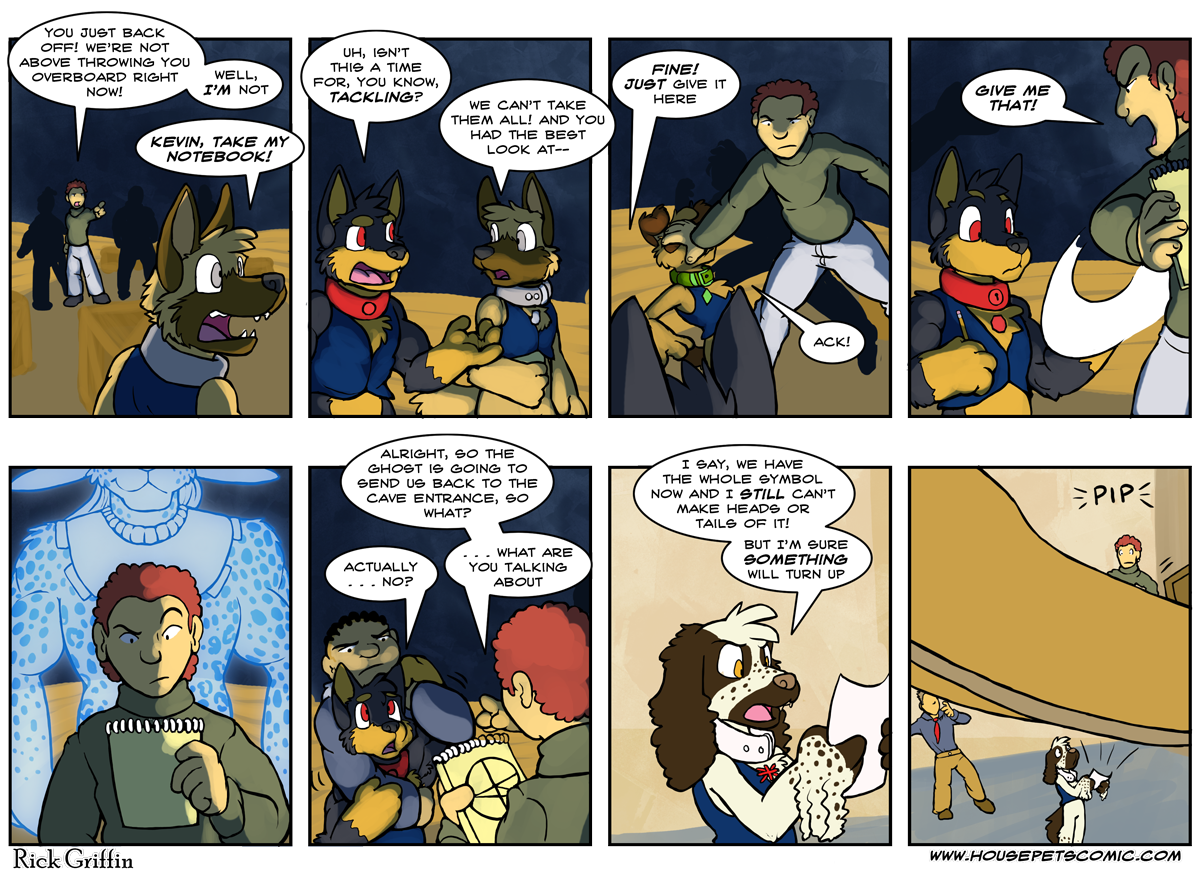 YOU JUST BACK
OFF! WE'RE NOT
ABOVE THROWING YOU
OVERBOARD RIGHT
NOW!
WELL,
I'M NOT
KEVIN, TAKE MY
NOTEBOOK!
UH, ISN'T
THIS A TIME
FOR, YOU KNOW,
TACKLING?
WE CAN'T TAKE
THEM ALL! AND YOU
HAD THE BEST
LOOK AT--
FINE!
JUST GIVE IT
HERE
ACK!
GIVE ME
THAT!
ALRIGHT, SO THE
GHOST IS GOING TO
SEND US BACK TO THE
CAVE ENTRANCE, SO
WHAT?
ACTUALLY
. . . NO?
. . . WHAT ARE
YOU TALKING
ABOUT
I SAY, WE HAVE
THE WHOLE SYMBOL
NOW AND I STILL CAN'T
MAKE HEADS OR
TAILS OF IT!
BUT I'M SURE
SOMETHING
WILL TURN UP
PIP
Rick Griffin
WWW.HOUSEPETSCOMIC.COM